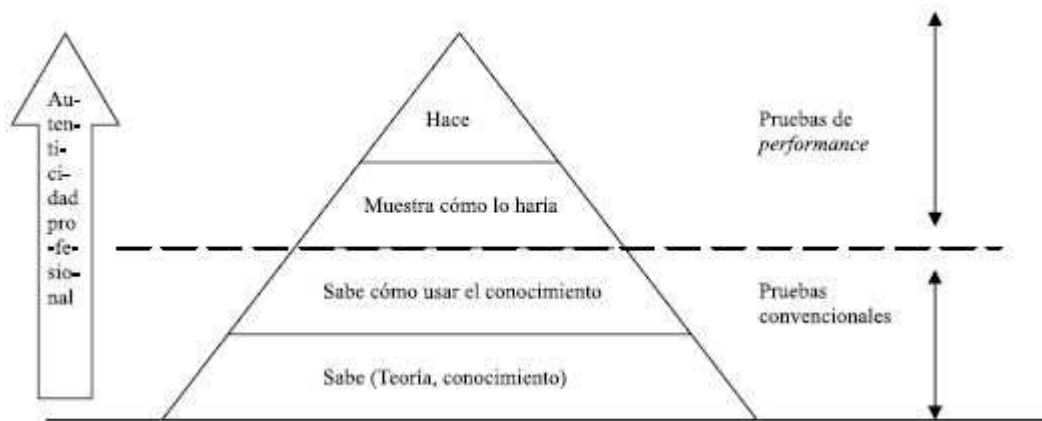 Au-
ten-
ti-
ci-
dad
pro
-fe-
sio-
nal
Hace
Muestra cómo lo haría
Sabe cómo usar el conocimiento
Sabe (Teoría, conocimiento)
Pruebas de
performance
Pruebas
convencionales